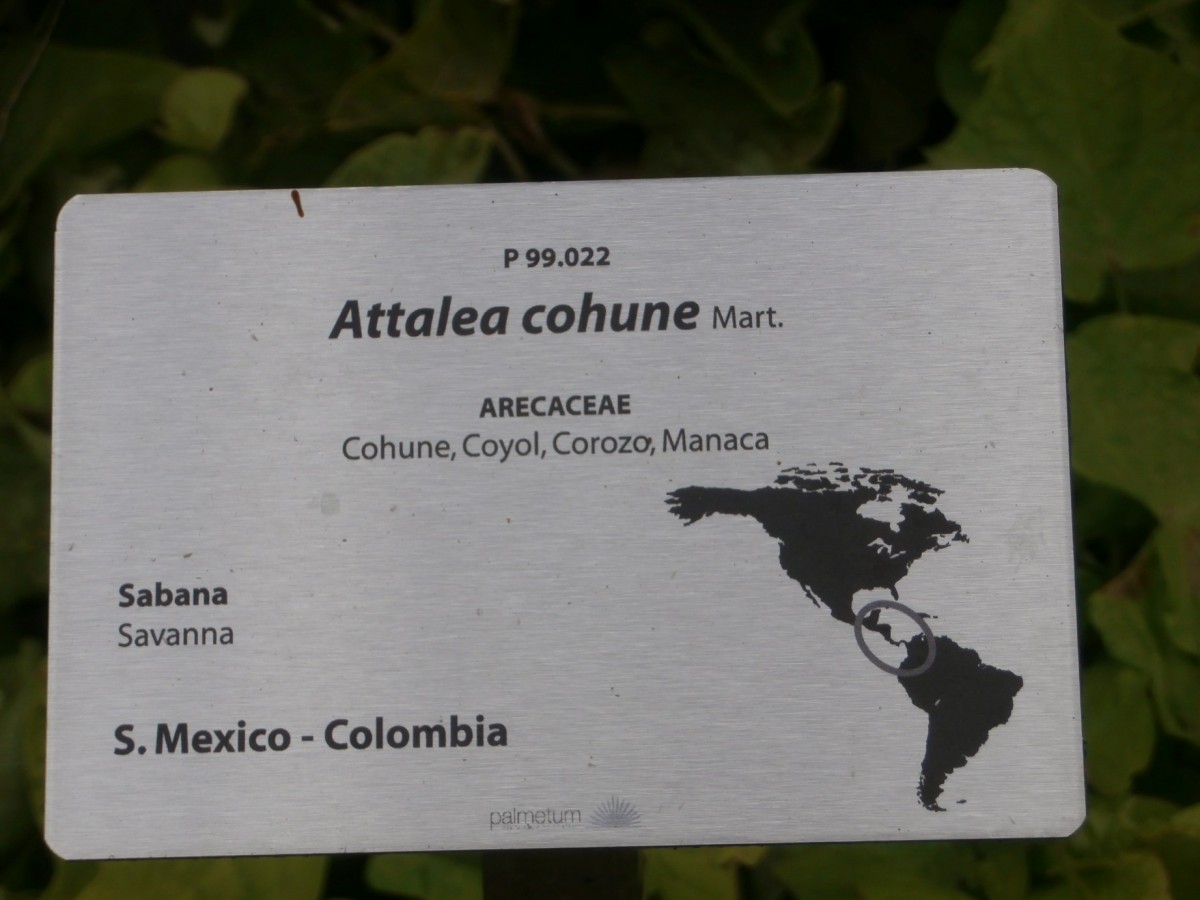 P 99.022
Attalea cohune Mart.
ARECACEAE
Cohune, Coyol, Corozo, Manaca
Sabana
Savanna
S. Mexico - Colombia
palmetum